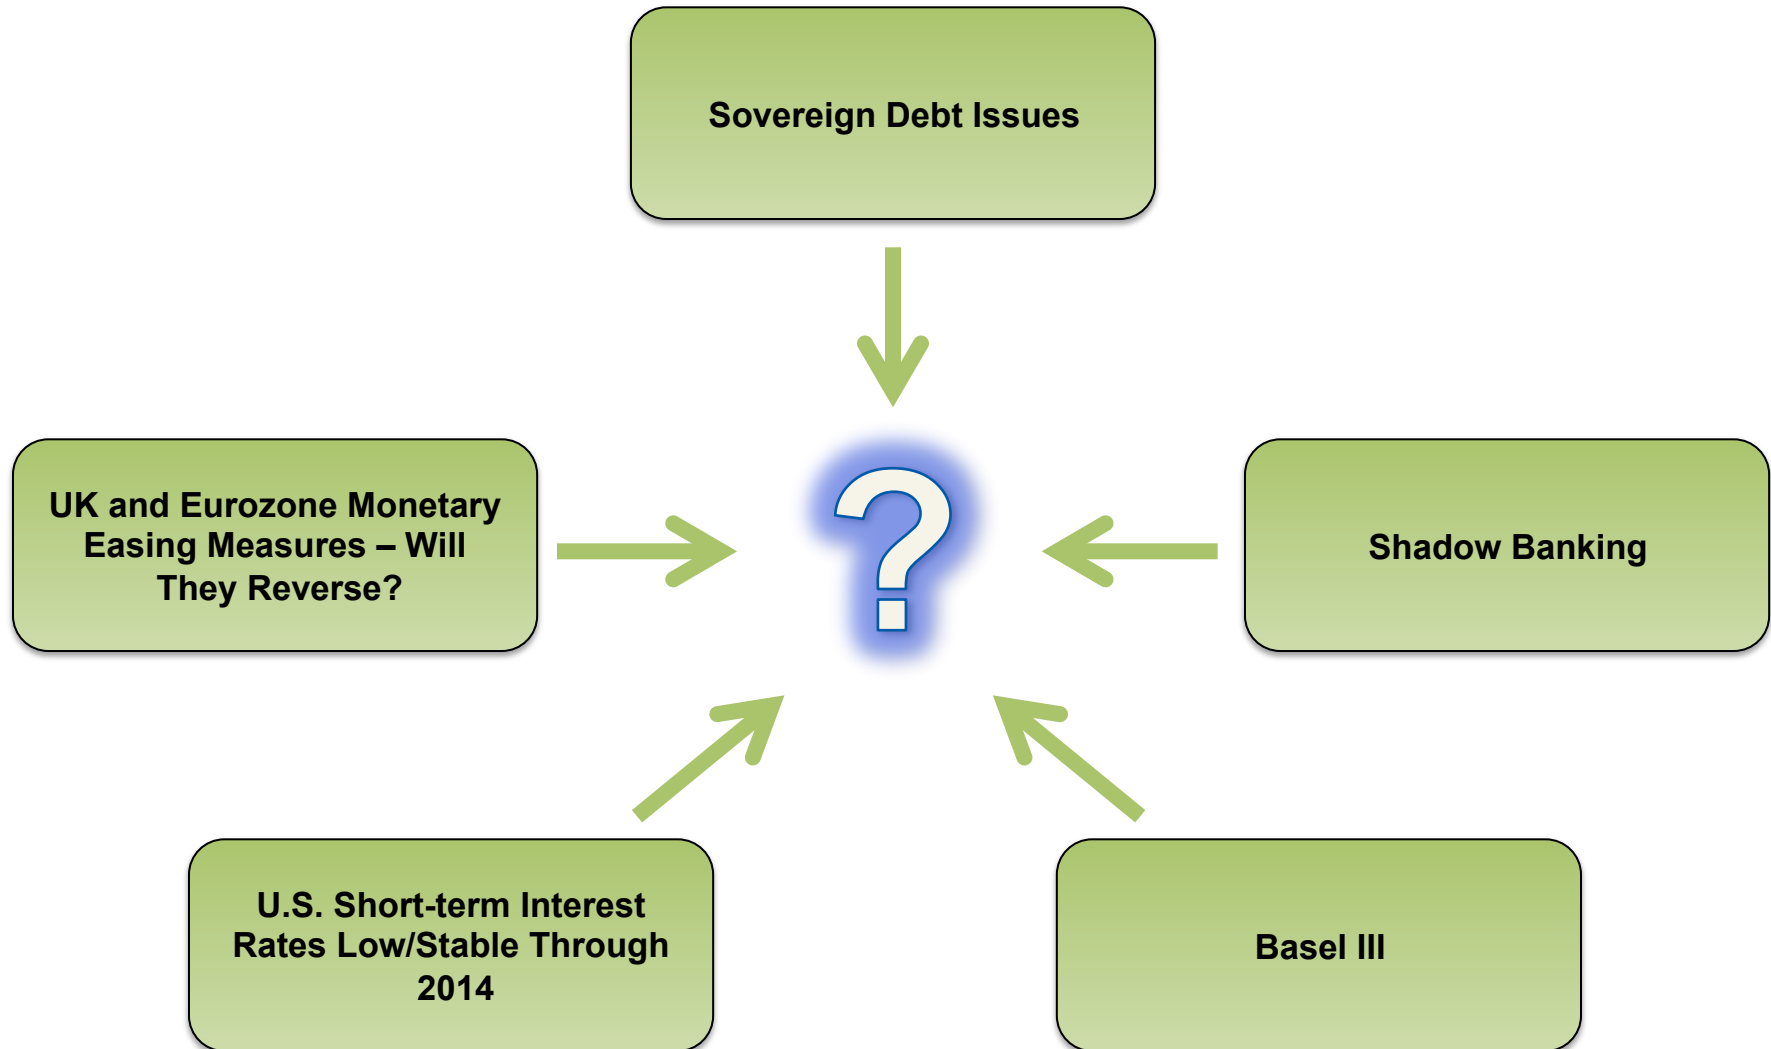 Sovereign Debt Issues
UK and Eurozone Monetary
Easing Measures – Will
They Reverse?
?
Shadow Banking
U.S. Short-term Interest
Rates Low/Stable Through
2014
Basel III